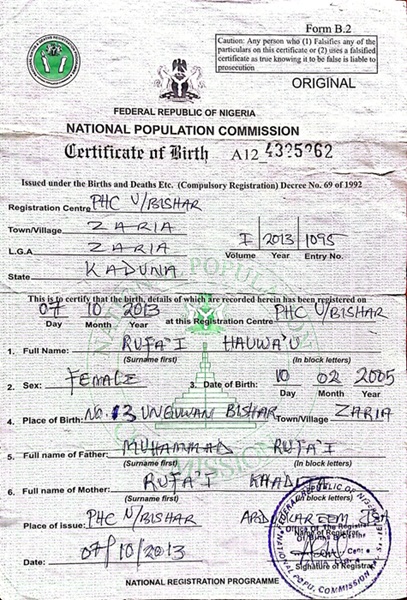 Form B.2
Caution: Any person who (1) Falsifies any of the particulars on this certificate or (2) uses a falsified certificate as true knowing it to be false is liable to prosecution
ORIGINAL
FEDERAL REPUBLIC OF NIGERIA
NATIONAL POPULATION COMMISSION
Certificate of Birth A12 4325262
Issued under the Births and Deaths Etc. (Compulsory Registration) Decree No. 69 of 1992
Registration Centre PHC U/BISHAR
Town/Village ZARIA
L.G.A ZARIA
State KADUNA
I 2013 1095
Volume Year Entry No.
This is to certify that the birth, details of which are recorded herein has been registered on
07 10 2013 at this Registration Centre PHC U/BISHAR
Day Month Year
1. Full Name: RUFA'I HAUWA'U
(Surname first) (In block letters)
2. Sex: FEMALE 3. Date of Birth: 10 02 2005
Day Month Year
4. Place of Birth: NO. 13 UNGUWAN BISHAR Town/Village ZARIA
5. Full name of Father: MUHAMMAD RUFA'I
(Surname first) (In block letters)
6. Full name of Mother: RUFA'I
(Surname first) (In block letters)
Place of issue: PHC U/BISHAR
Date: 07/10/2013
Signature of Registrar
NATIONAL REGISTRATION PROGRAMME